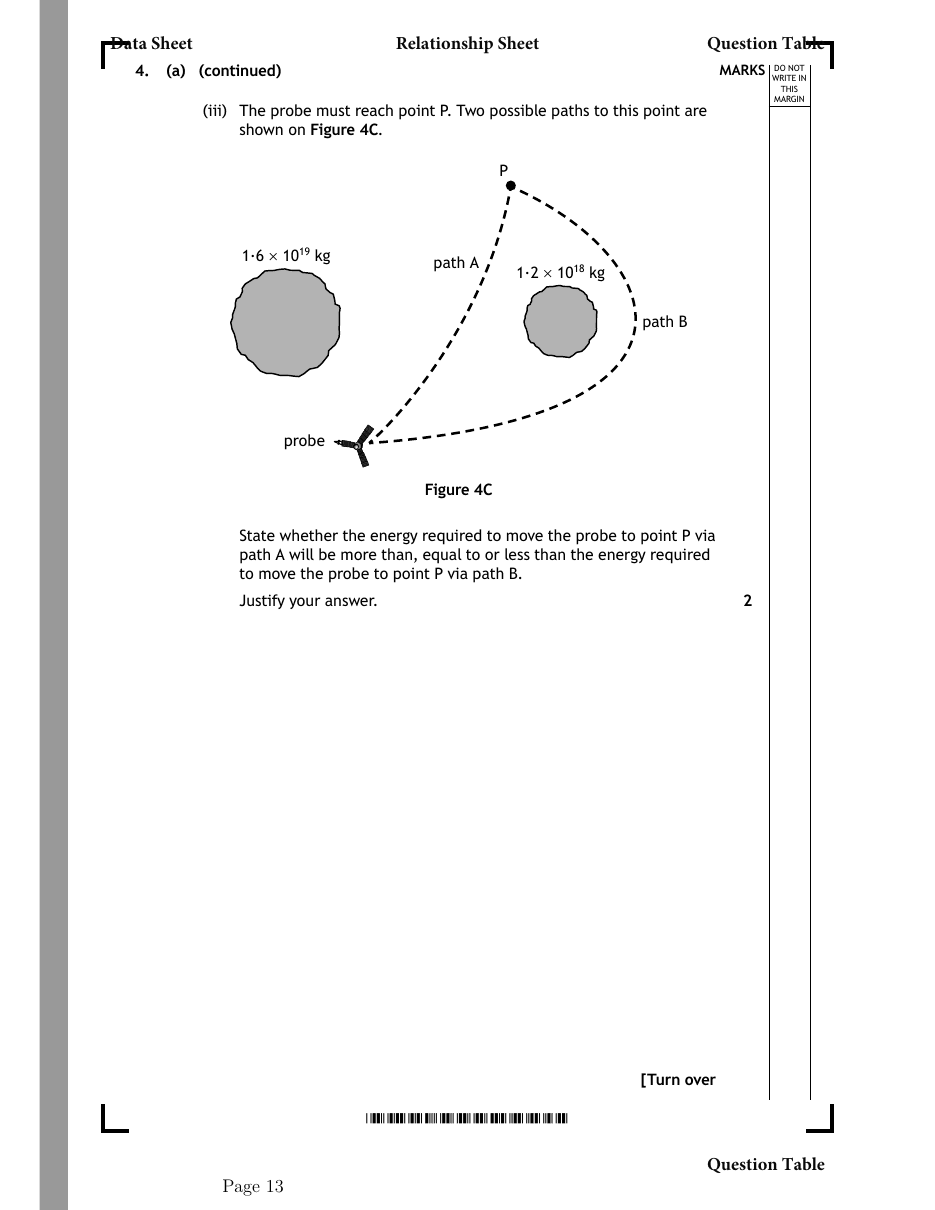 Data Sheet Relationship Sheet Question Table
4. (a) (continued) MARKS
DO NOT
WRITE IN
THIS
MARGIN
(iii) The probe must reach point P. Two possible paths to this point are
shown on Figure 4C.
P
1·6 × 10¹⁹ kg
path A
1·2 × 10¹⁸ kg
path B
probe
Figure 4C
State whether the energy required to move the probe to point P via
path A will be more than, equal to or less than the energy required
to move the probe to point P via path B.
Justify your answer. 2
[Turn over
Question Table
Page 13